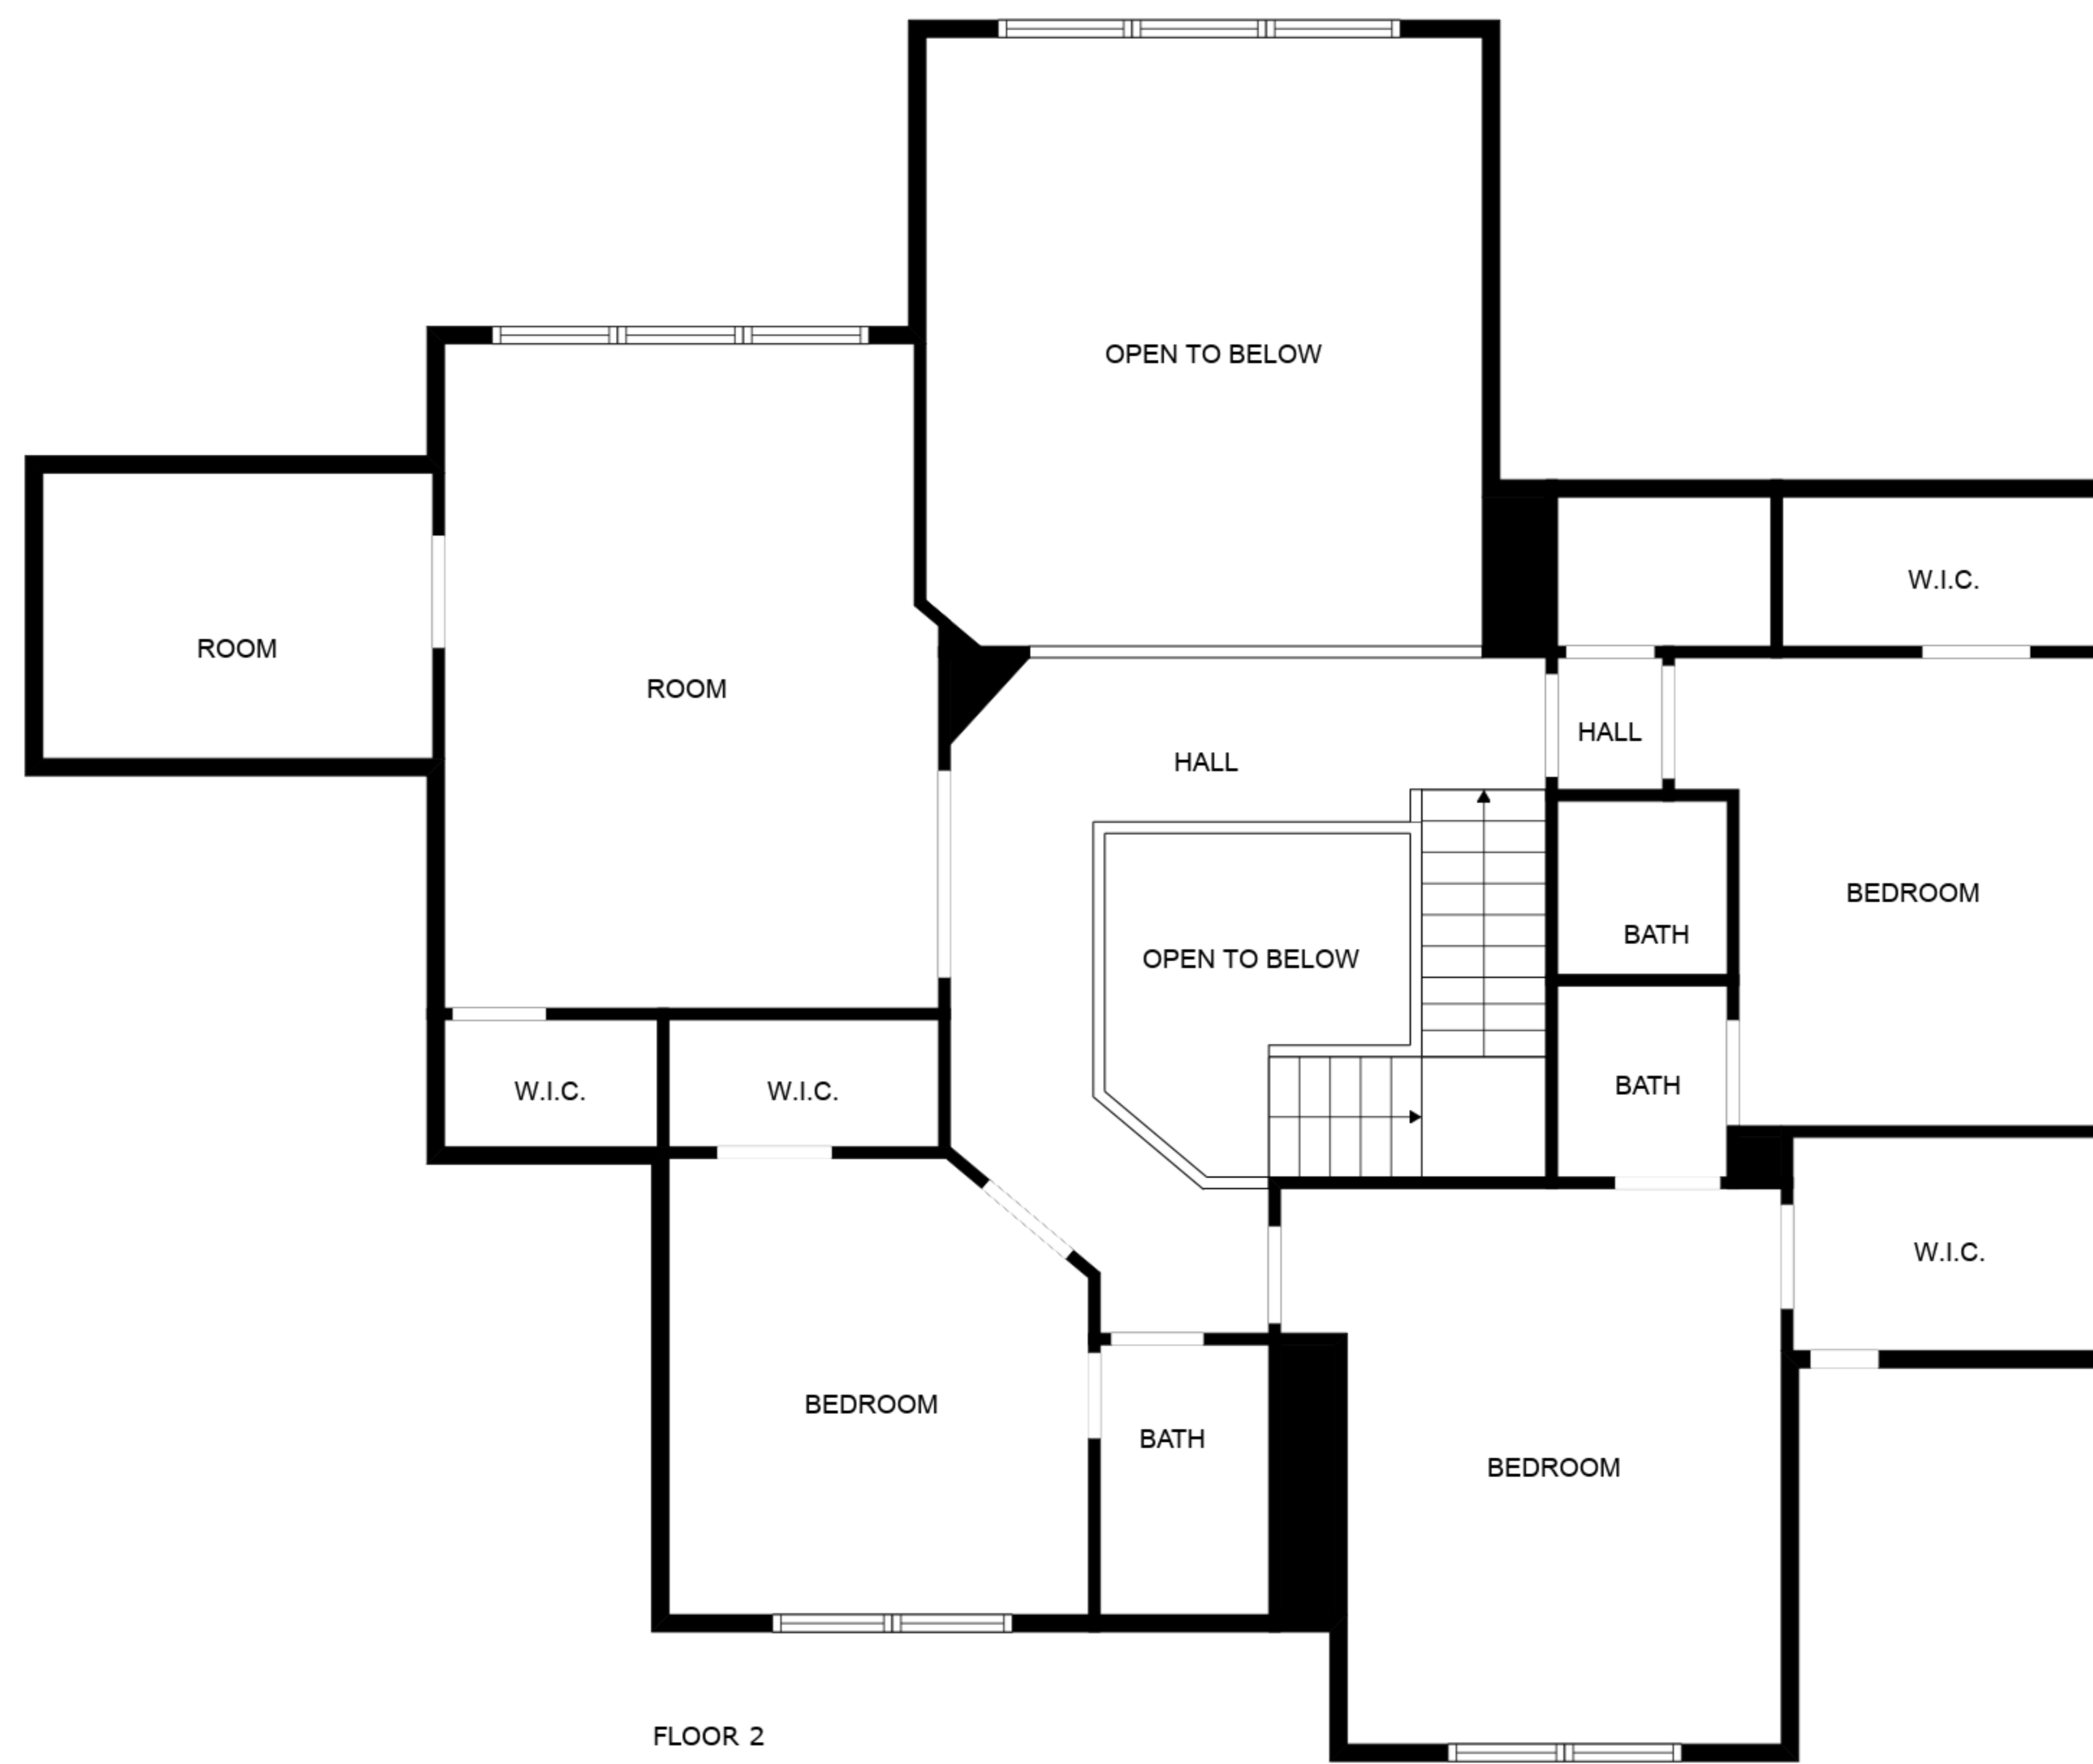 OPEN TO BELOW
W.I.C.
ROOM
ROOM
HALL
HALL
BEDROOM
BATH
OPEN TO BELOW
BATH
W.I.C.
W.I.C.
W.I.C.
BEDROOM
BATH
BEDROOM
FLOOR 2